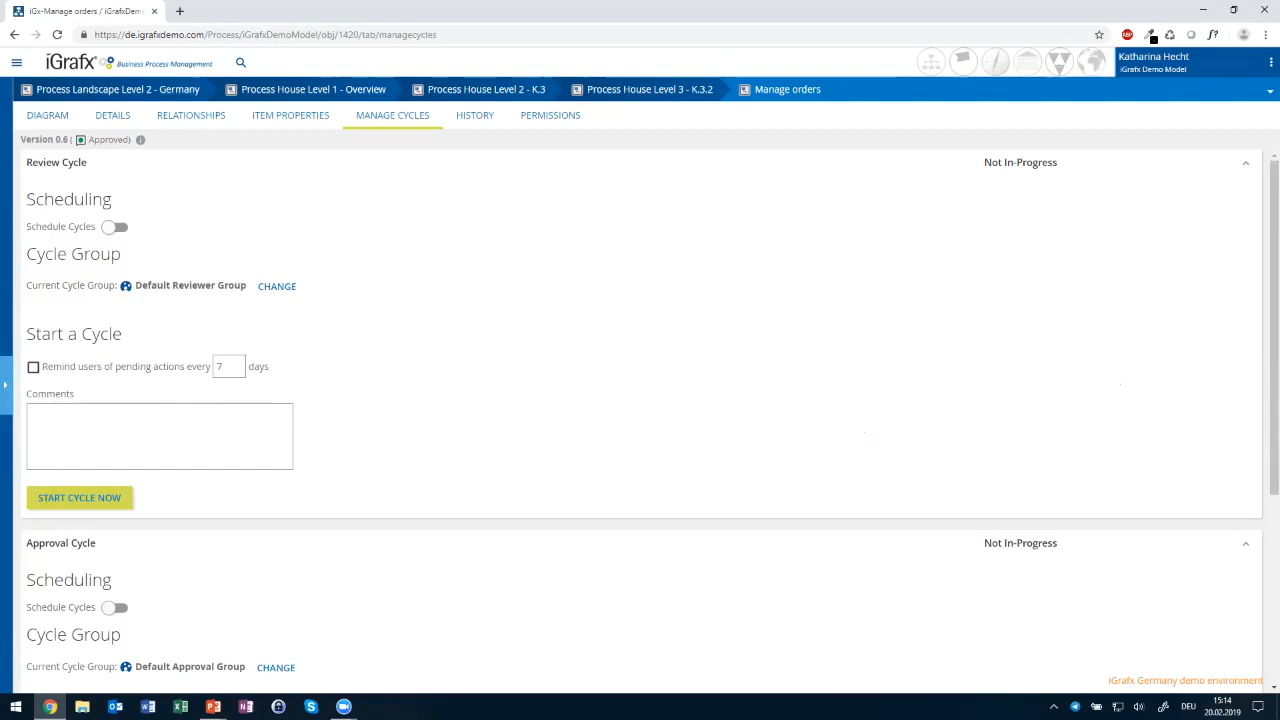 iGx-Manage orders / iGrafxDemo
https://de.igrafxdemo.com/Process/iGrafxDemoModel/obj/1420/tab/managecycles
ABP
f?
iGrafx Business Process Management
Katharina Hecht
iGrafx Demo Model
Process Landscape Level 2 - Germany
Process House Level 1 - Overview
Process House Level 2 - K.3
Process House Level 3 - K.3.2
Manage orders
DIAGRAM
DETAILS
RELATIONSHIPS
ITEM PROPERTIES
MANAGE CYCLES
HISTORY
PERMISSIONS
Version 0.6 ( Approved)
Review Cycle
Not In-Progress
Scheduling
Schedule Cycles
Cycle Group
Current Cycle Group: Default Reviewer Group CHANGE
Start a Cycle
Remind users of pending actions every 7 days
Comments
START CYCLE NOW
Approval Cycle
Not In-Progress
Scheduling
Schedule Cycles
Cycle Group
Current Cycle Group: Default Approval Group CHANGE
iGrafx Germany demo environment
DEU
15:14
20.02.2019